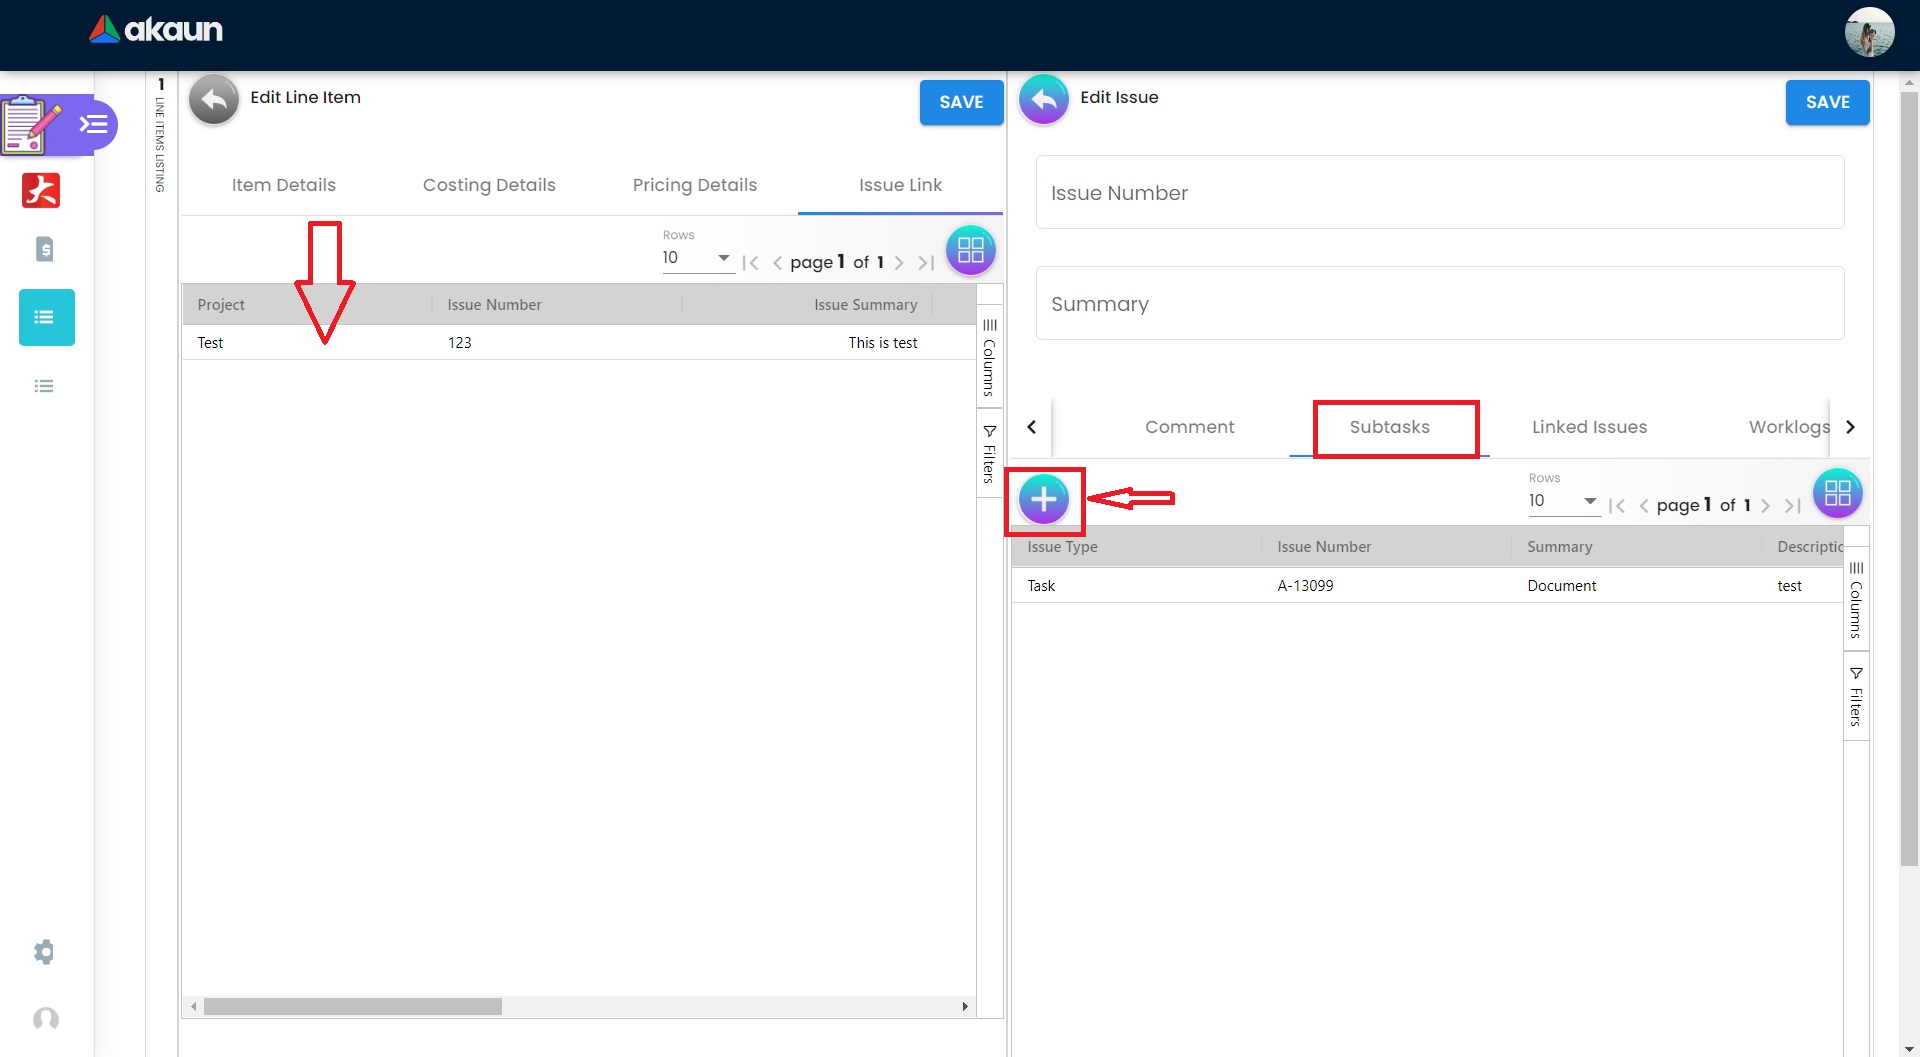 akaun
1 LINE ITEMS LISTING
Edit Line Item
SAVE
Item Details
Costing Details
Pricing Details
Issue Link
Rows
10
page 1 of 1
Project
Issue Number
Issue Summary
Test
123
This is test
Columns
Filters
Edit Issue
SAVE
Issue Number
Summary
Comment
Subtasks
Linked Issues
Worklogs
Rows
10
page 1 of 1
Issue Type
Issue Number
Summary
Descriptic
Task
A-13099
Document
test
Columns
Filters